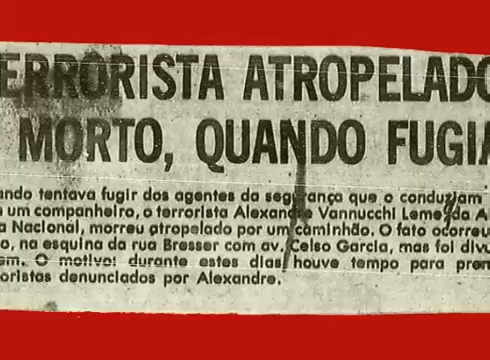 ERRORISTA ATROPELADO
MORTO, QUANDO FUGIA
ando tentava fugir dos agentes da segurança que o conduziam
um companheiro, o terrorista Alexandre Vannucchi Leme, da A
a Nacional, morreu atropelado por um caminhão. O fato ocorreu
o, na esquina da rua Bresser com av. Celso Garcia, mas foi divu
em. O motivo: durante estes dias houve tempo para pren
oristas denunciados por Alexandre.